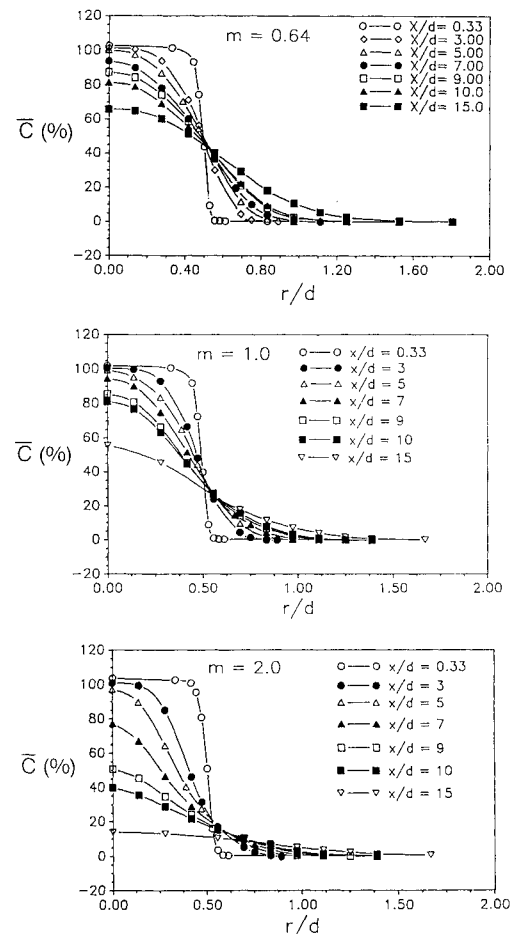 120
100
80
60
40
20
0
−20
C̅ (%)
m = 0.64
X/d = 0.33
X/d = 3.00
X/d = 5.00
X/d = 7.00
X/d = 9.00
X/d = 10.0
X/d = 15.0
0.00 0.40 0.80 1.20 1.60 2.00
r/d
120
100
80
60
40
20
0
−20
C̅ (%)
m = 1.0
x/d = 0.33
x/d = 3
x/d = 5
x/d = 7
x/d = 9
x/d = 10
x/d = 15
0.00 0.50 1.00 1.50 2.00
r/d
120
100
80
60
40
20
0
−20
C̅ (%)
m = 2.0
x/d = 0.33
x/d = 3
x/d = 5
x/d = 7
x/d = 9
x/d = 10
x/d = 15
0.00 0.50 1.00 1.50 2.00
r/d